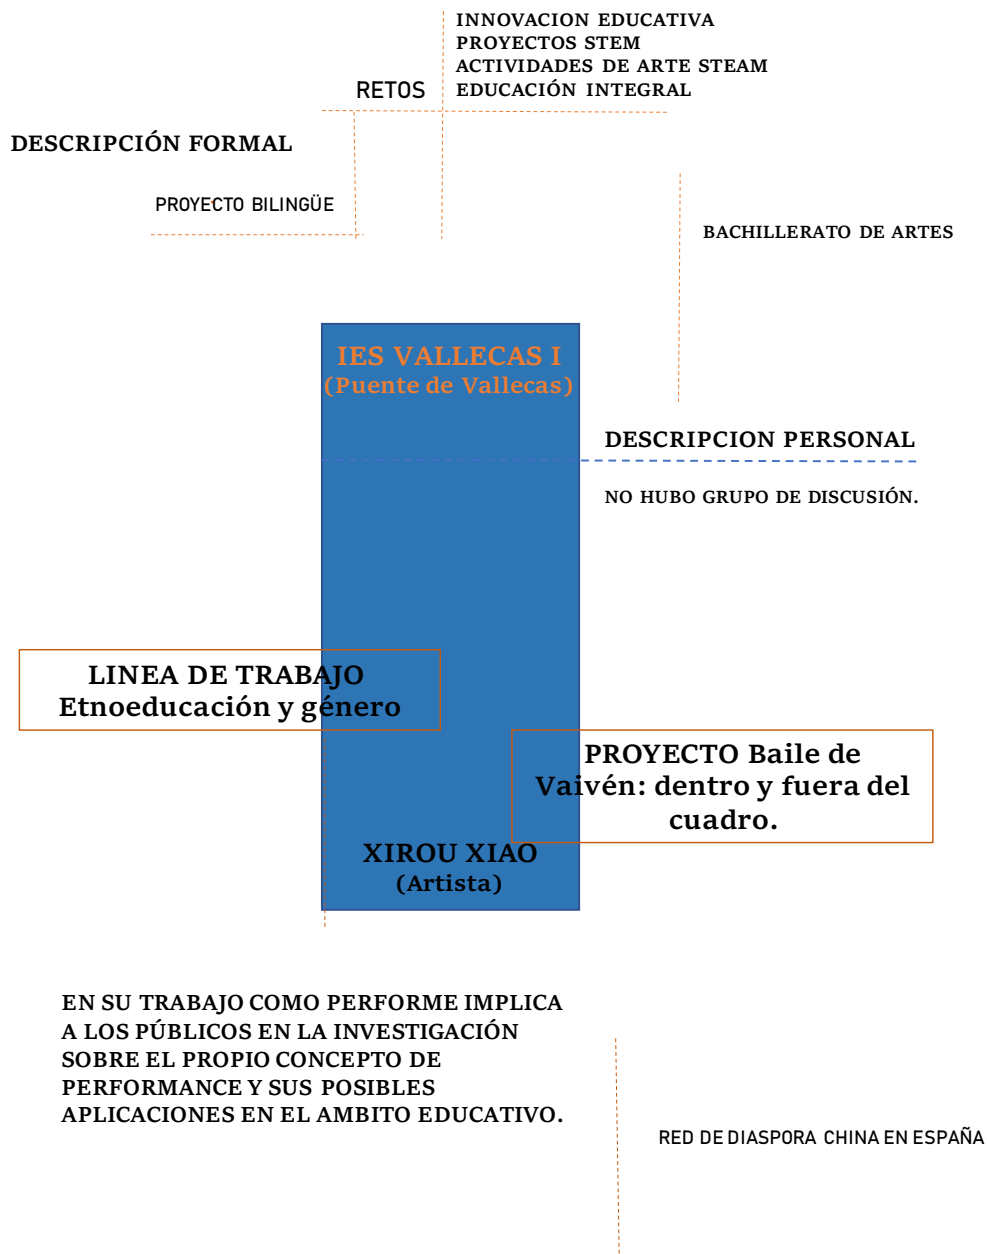 INNOVACION EDUCATIVA
PROYECTOS STEM
ACTIVIDADES DE ARTE STEAM
RETOS
EDUCACIÓN INTEGRAL
DESCRIPCIÓN FORMAL
PROYECTO BILINGÜE
BACHILLERATO DE ARTES
IES VALLECAS I
(Puente de Vallecas)
DESCRIPCION PERSONAL
NO HUBO GRUPO DE DISCUSIÓN.
LINEA DE TRABAJO
Etnoeducación y género
PROYECTO Baile de
Vaivén: dentro y fuera del
cuadro.
XIROU XIAO
(Artista)
EN SU TRABAJO COMO PERFORME IMPLICA
A LOS PÚBLICOS EN LA INVESTIGACIÓN
SOBRE EL PROPIO CONCEPTO DE
PERFORMANCE Y SUS POSIBLES
APLICACIONES EN EL AMBITO EDUCATIVO.
RED DE DIASPORA CHINA EN ESPAÑA